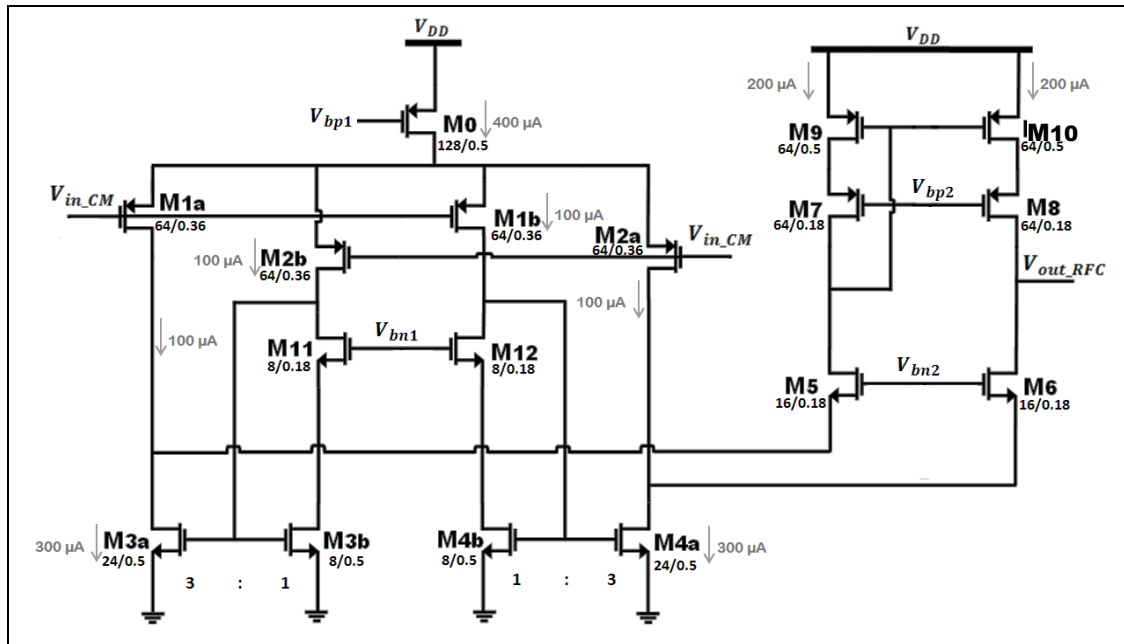 V_DD
V_DD
200 µA
200 µA
V_bp1
M0
400 µA
128/0.5
M9
64/0.5
M10
64/0.5
V_in_CM
M1a
64/0.36
M1b
64/0.36
100 µA
M2a
64/0.36
V_in_CM
V_bp2
M7
64/0.18
M8
64/0.18
100 µA
M2b
64/0.36
100 µA
V_out_RFC
100 µA
M11
8/0.18
V_bn1
M12
8/0.18
M5
16/0.18
V_bn2
M6
16/0.18
300 µA
M3a
24/0.5
M3b
8/0.5
M4b
8/0.5
M4a
24/0.5
300 µA
3 : 1
1 : 3